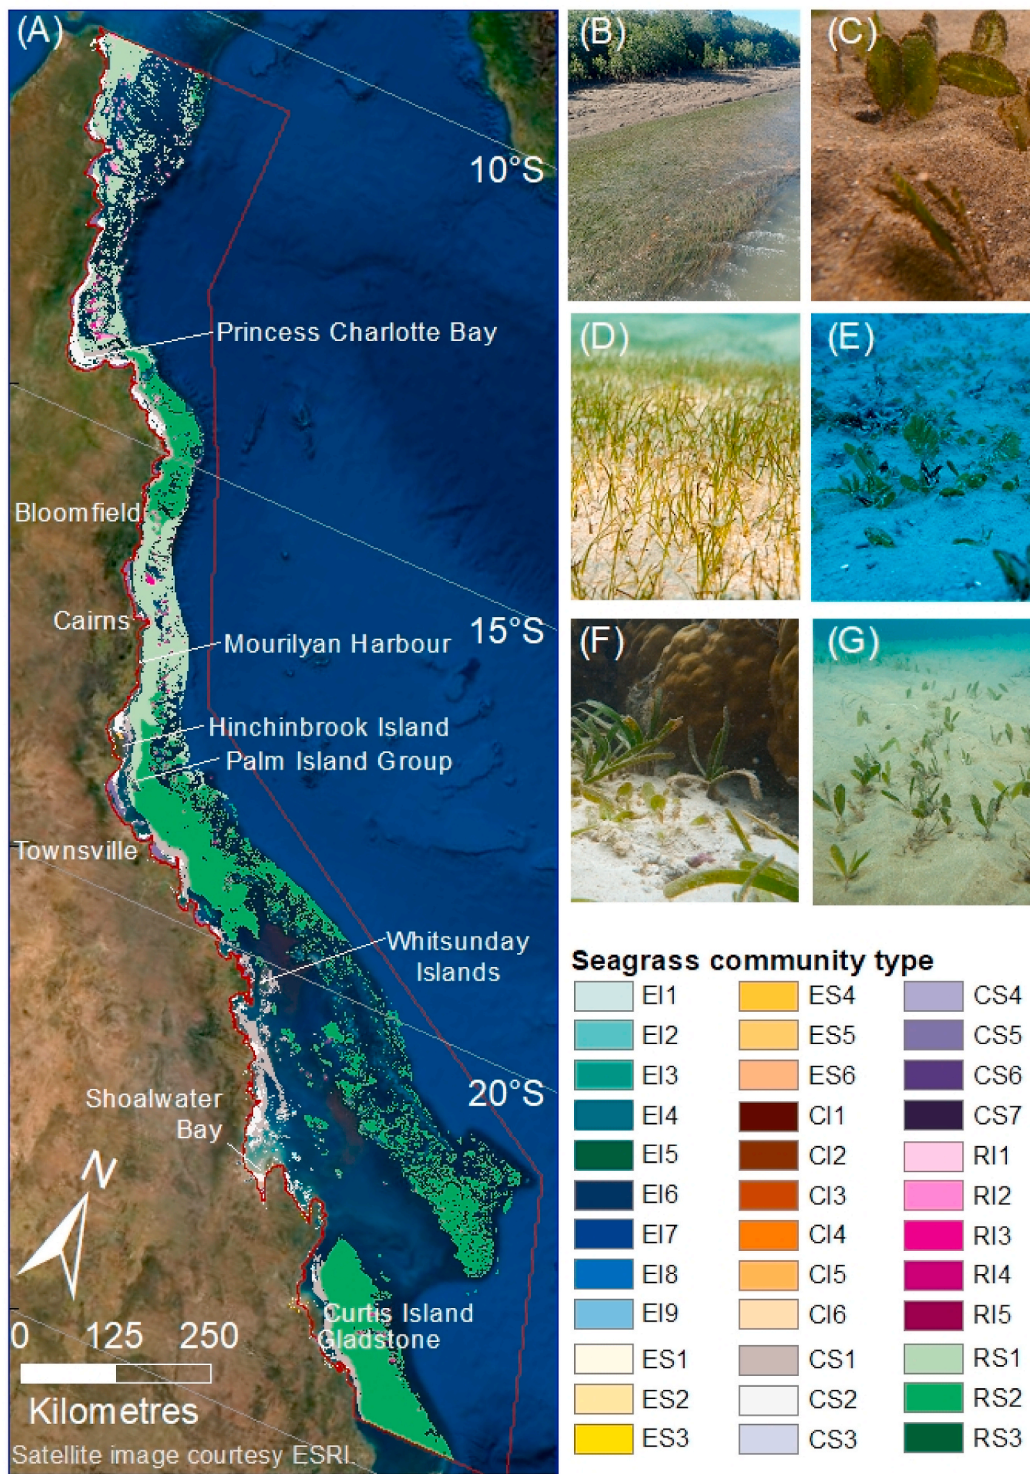 (A)
10°S
Princess Charlotte Bay
Bloomfield
15°S
Cairns
Mourilyan Harbour
Hinchinbrook Island
Palm Island Group
Townsville
Whitsunday
Islands
20°S
Shoalwater
Bay
N
Curtis Island
Gladstone
0 125 250
Kilometres
Satellite image courtesy ESRI.
(B)
(C)
(D)
(E)
(F)
(G)
Seagrass community type
EI1
EI2
EI3
EI4
EI5
EI6
EI7
EI8
EI9
ES1
ES2
ES3
ES4
ES5
ES6
CI1
CI2
CI3
CI4
CI5
CI6
CS1
CS2
CS3
CS4
CS5
CS6
CS7
RI1
RI2
RI3
RI4
RI5
RS1
RS2
RS3